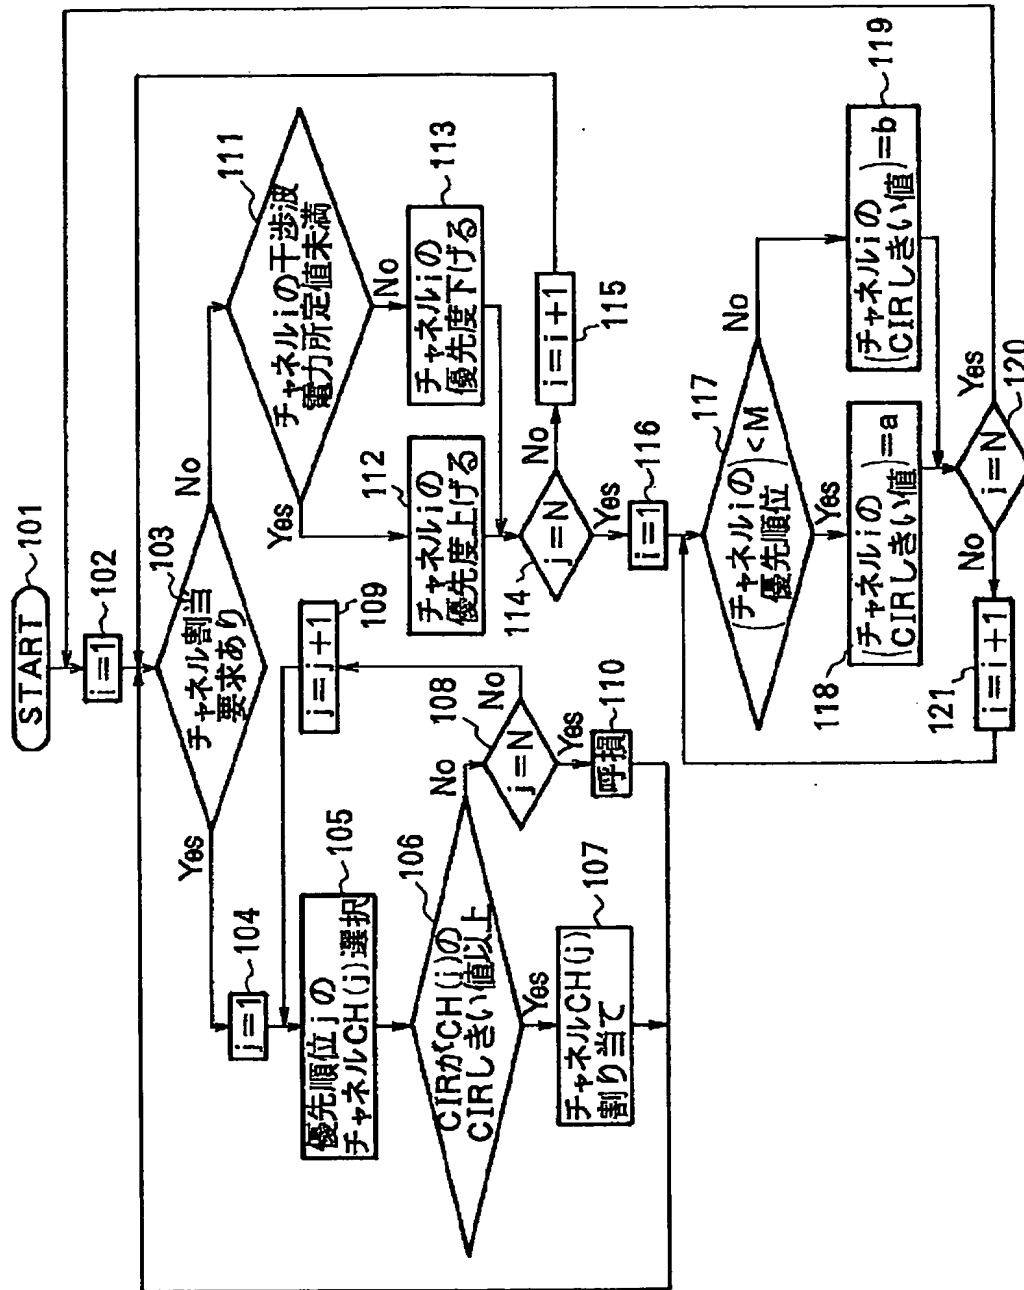 START
101
i=1
102
チャネル割当
要求あり
103
Yes
No
j=1
104
優先順位jの
チャネルCH(j)選択
105
CIRがCH(j)の
CIRしきい値以上
106
Yes
No
チャネルCH(j)
割り当て
107
j=N
108
No
Yes
j=j+1
109
呼損
110
チャネルiの干渉波
電力所定値未満
111
Yes
No
チャネルiの
優先度上げる
112
チャネルiの
優先度下げる
113
j=N
114
No
Yes
i=i+1
115
i=1
116
(チャネルiの
優先順位)<M
117
Yes
No
(チャネルiの
CIRしきい値)=a
118
(チャネルiの
CIRしきい値)=b
119
i=N
120
Yes
No
i=i+1
121